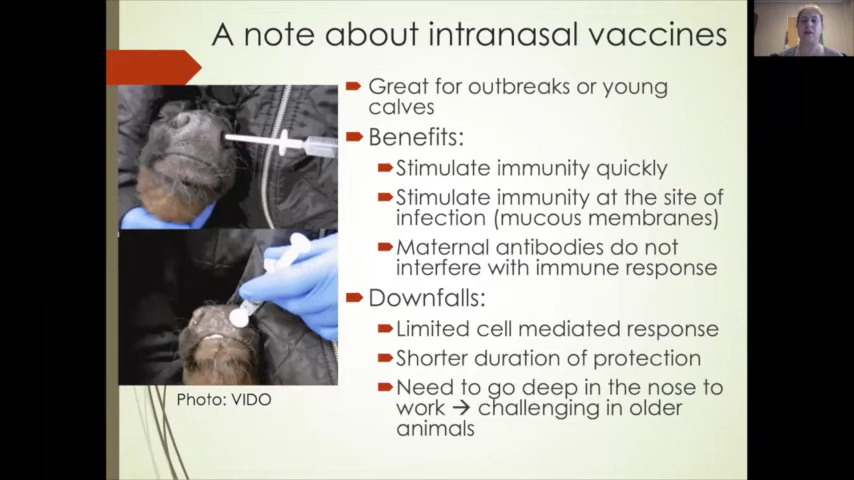 A note about intranasal vaccines
Great for outbreaks or young
calves
Benefits:
Stimulate immunity quickly
Stimulate immunity at the site of
infection (mucous membranes)
Maternal antibodies do not
interfere with immune response
Downfalls:
Limited cell mediated response
Shorter duration of protection
Need to go deep in the nose to
work → challenging in older
animals
Photo: VIDO